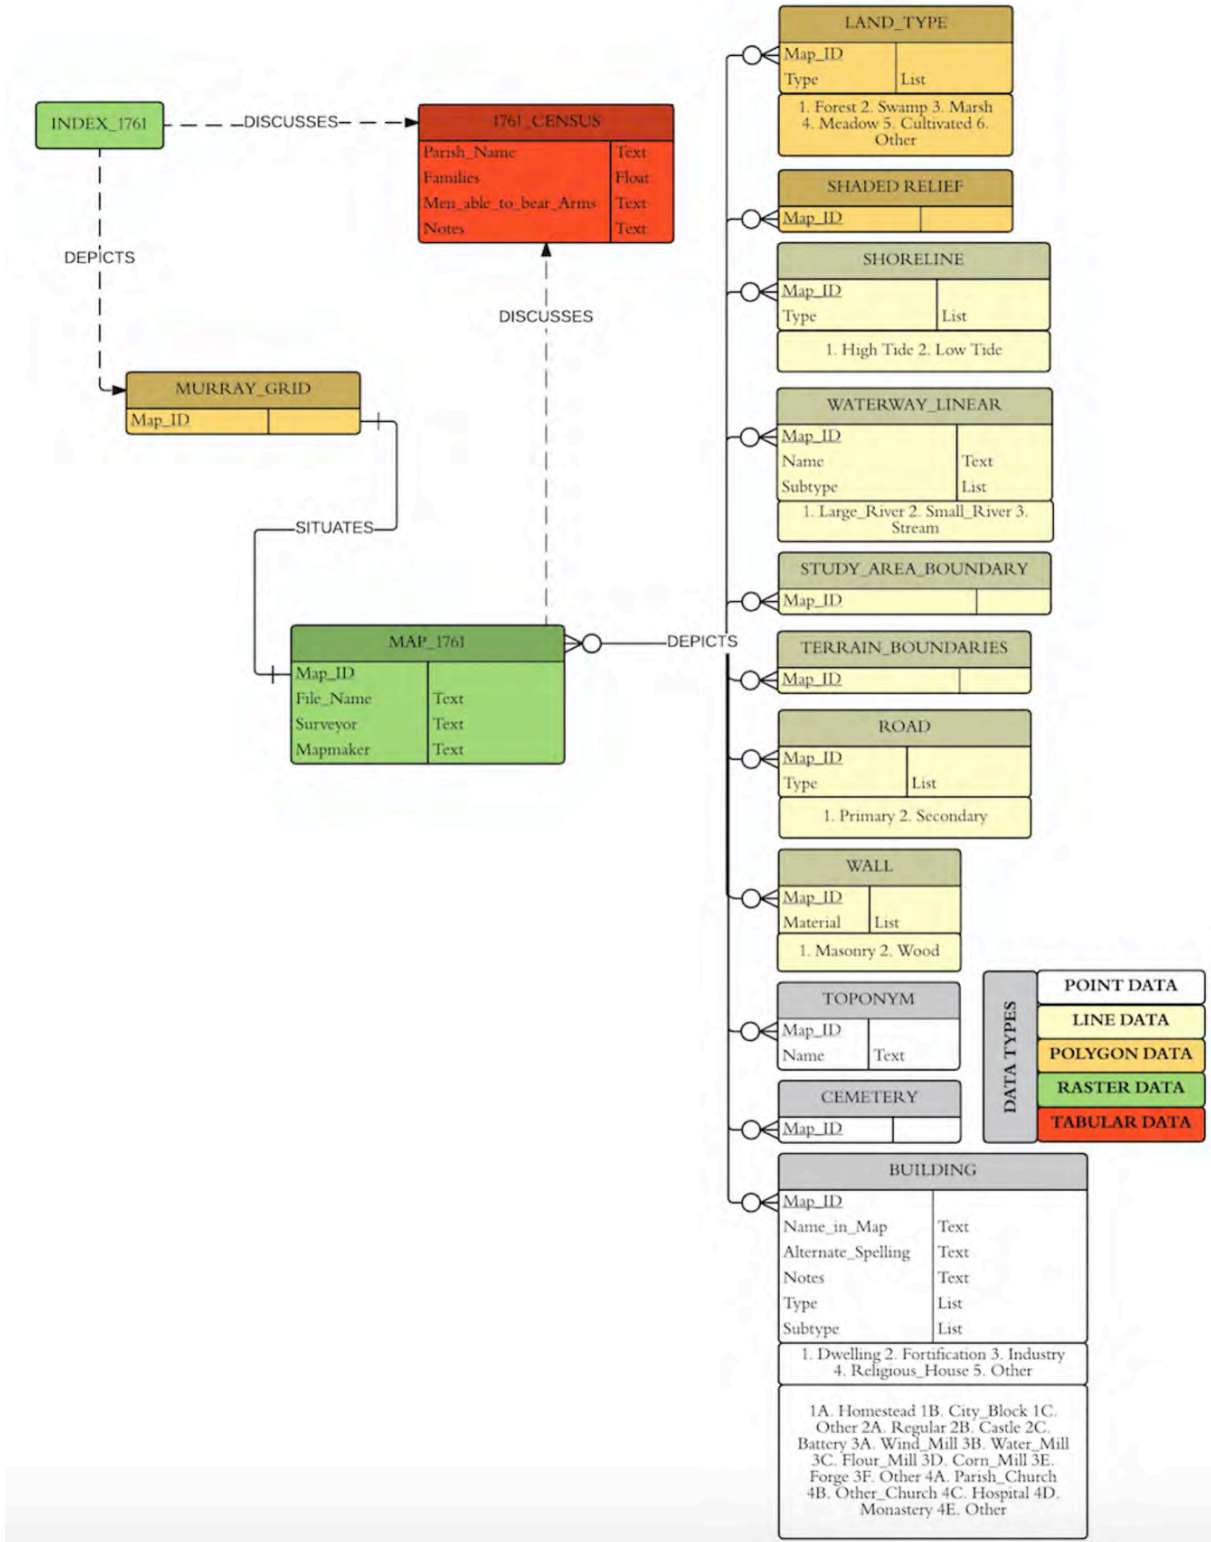 INDEX_1761
DISCUSSES
DEPICTS
1761_CENSUS
Parish_Name Text
Families Float
Men_able_to_bear_Arms Text
Notes Text
DISCUSSES
MURRAY_GRID
Map_ID
SITUATES
MAP_1761
Map_ID
File_Name Text
Surveyor Text
Mapmaker Text
DEPICTS
LAND_TYPE
Map_ID
Type List
1. Forest 2. Swamp 3. Marsh
4. Meadow 5. Cultivated 6.
Other
SHADED RELIEF
Map_ID
SHORELINE
Map_ID
Type List
1. High Tide 2. Low Tide
WATERWAY_LINEAR
Map_ID
Name Text
Subtype List
1. Large_River 2. Small_River 3.
Stream
STUDY_AREA_BOUNDARY
Map_ID
TERRAIN_BOUNDARIES
Map_ID
ROAD
Map_ID
Type List
1. Primary 2. Secondary
WALL
Map_ID
Material List
1. Masonry 2. Wood
TOPONYM
Map_ID
Name Text
CEMETERY
Map_ID
BUILDING
Map_ID
Name_in_Map Text
Alternate_Spelling Text
Notes Text
Type List
Subtype List
1. Dwelling 2. Fortification 3. Industry
4. Religious_House 5. Other
1A. Homestead 1B. City_Block 1C.
Other 2A. Regular 2B. Castle 2C.
Battery 3A. Wind_Mill 3B. Water_Mill
3C. Flour_Mill 3D. Corn_Mill 3E.
Forge 3F. Other 4A. Parish_Church
4B. Other_Church 4C. Hospital 4D.
Monastery 4E. Other
DATA TYPES
POINT DATA
LINE DATA
POLYGON DATA
RASTER DATA
TABULAR DATA